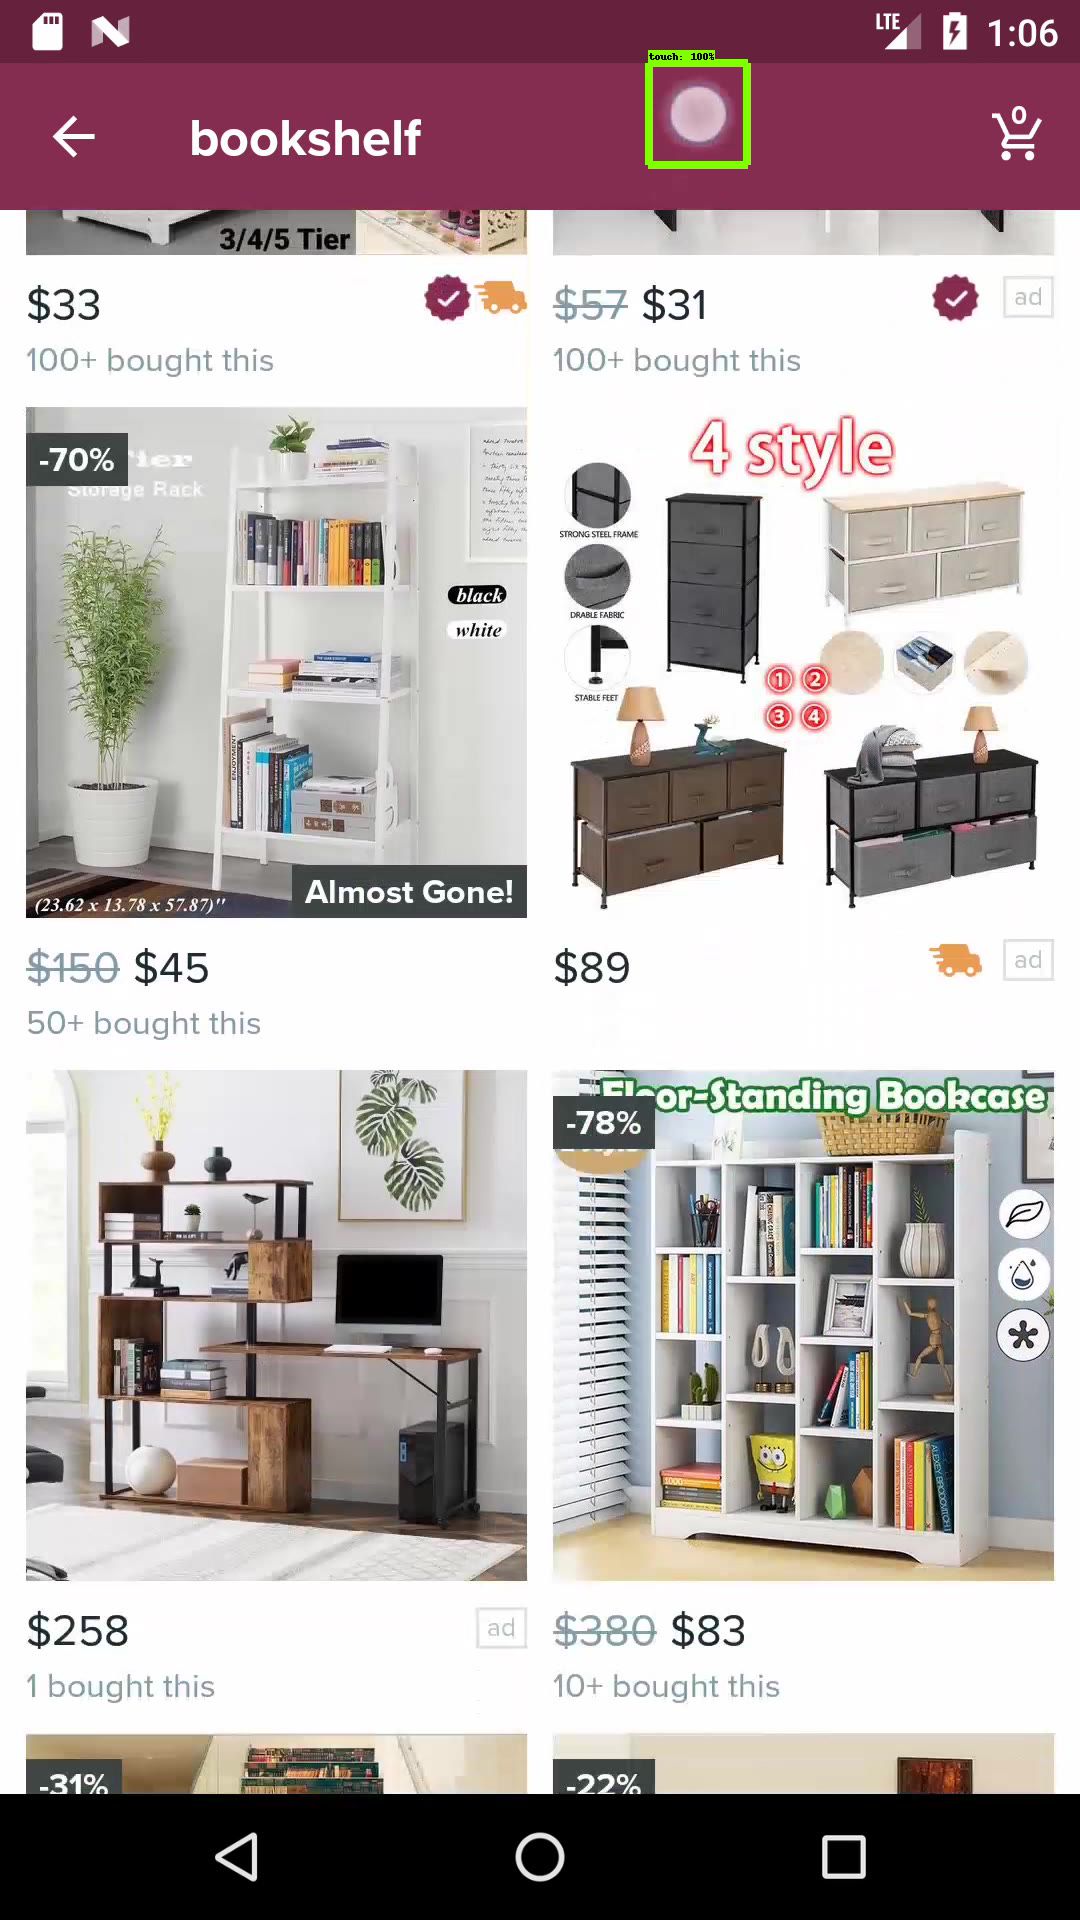 LTE 1:06
touch: 100%
bookshelf
0
3/4/5 Tier
$33
100+ bought this
$57 $31
ad
100+ bought this
-70%
Tier
Storage Rack
black
white
(23.62 x 13.78 x 57.87)"
Almost Gone!
$150 $45
50+ bought this
4 style
STRONG STEEL FRAME
DRABLE FABRIC
STABLE FEET
1 2
3 4
$89
ad
ENJOYMENT
$258
ad
1 bought this
Floor-Standing Bookcase
-78%
1000
$380 $83
10+ bought this
-31%
-22%